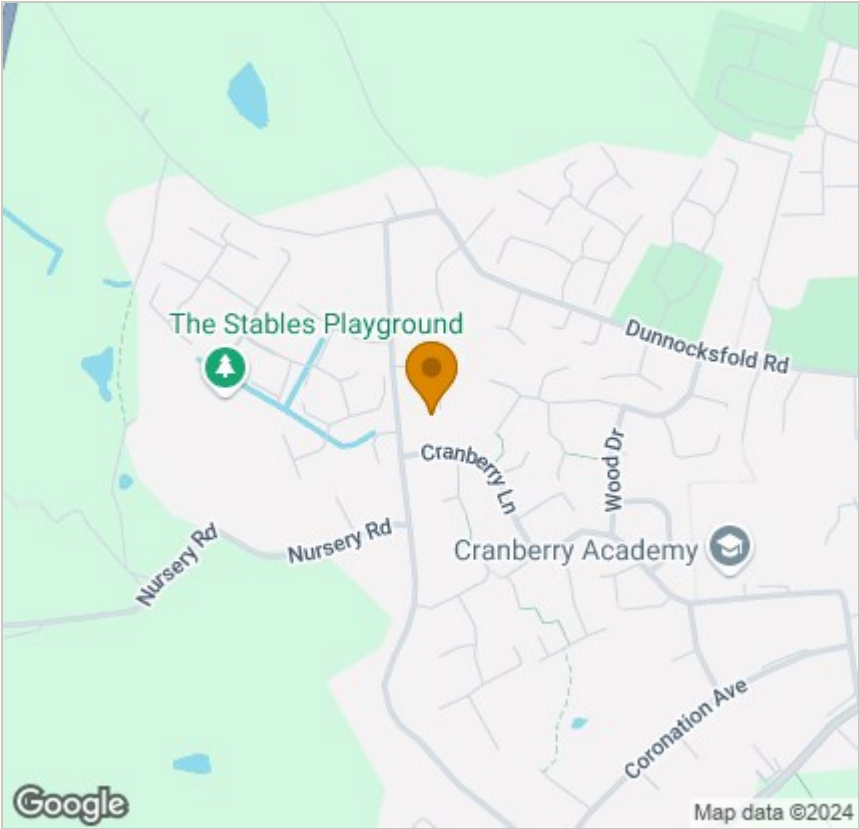 The Stables Playground
Dunnocksfold Rd
Cranberry Ln
Wood Dr
Nursery Rd
Nursery Rd
Cranberry Academy
Coronation Ave
Google
Map data ©2024